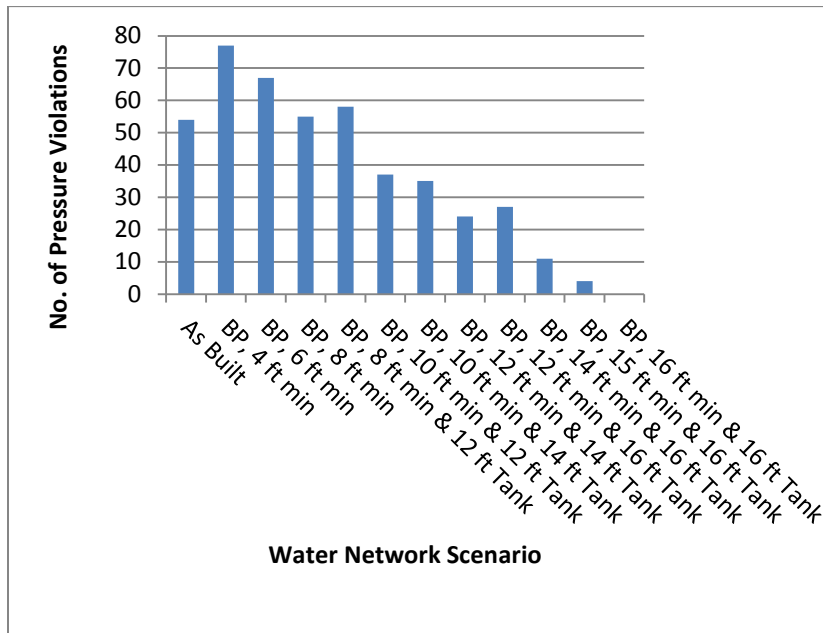 No. of Pressure Violations
80
70
60
50
40
30
20
10
0
As Built
BP, 4 ft min
BP, 6 ft min
BP, 8 ft min
BP, 8 ft min & 12 ft Tank
BP, 10 ft min & 12 ft Tank
BP, 10 ft min & 14 ft Tank
BP, 12 ft min & 14 ft Tank
BP, 12 ft min & 16 ft Tank
BP, 14 ft min & 16 ft Tank
BP, 15 ft min & 16 ft Tank
BP, 16 ft min & 16 ft Tank
Water Network Scenario